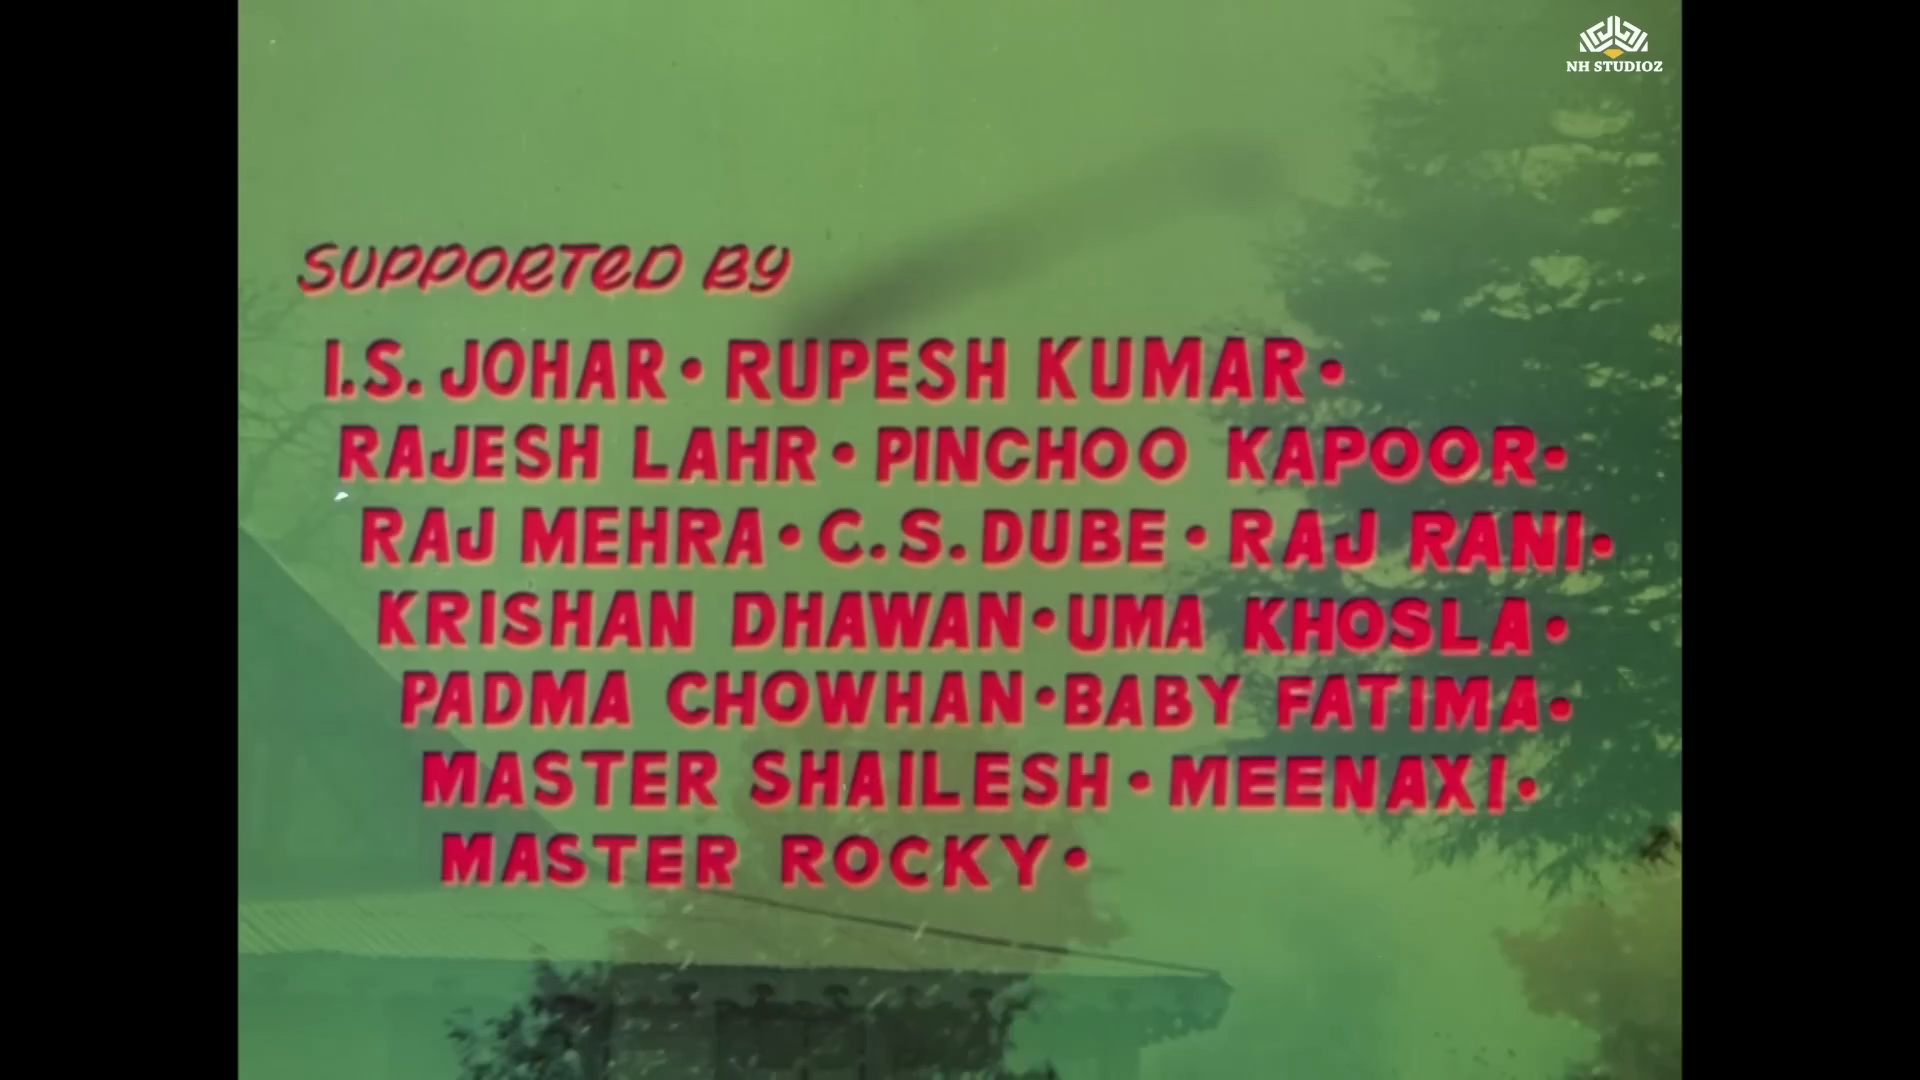 NH STUDIOZ
SUPPORTED BY
I.S. JOHAR • RUPESH KUMAR •
RAJESH LAHR • PINCHOO KAPOOR •
RAJ MEHRA • C.S. DUBE • RAJ RANI •
KRISHAN DHAWAN • UMA KHOSLA •
PADMA CHOWHAN • BABY FATIMA •
MASTER SHAILESH • MEENAXI •
MASTER ROCKY •